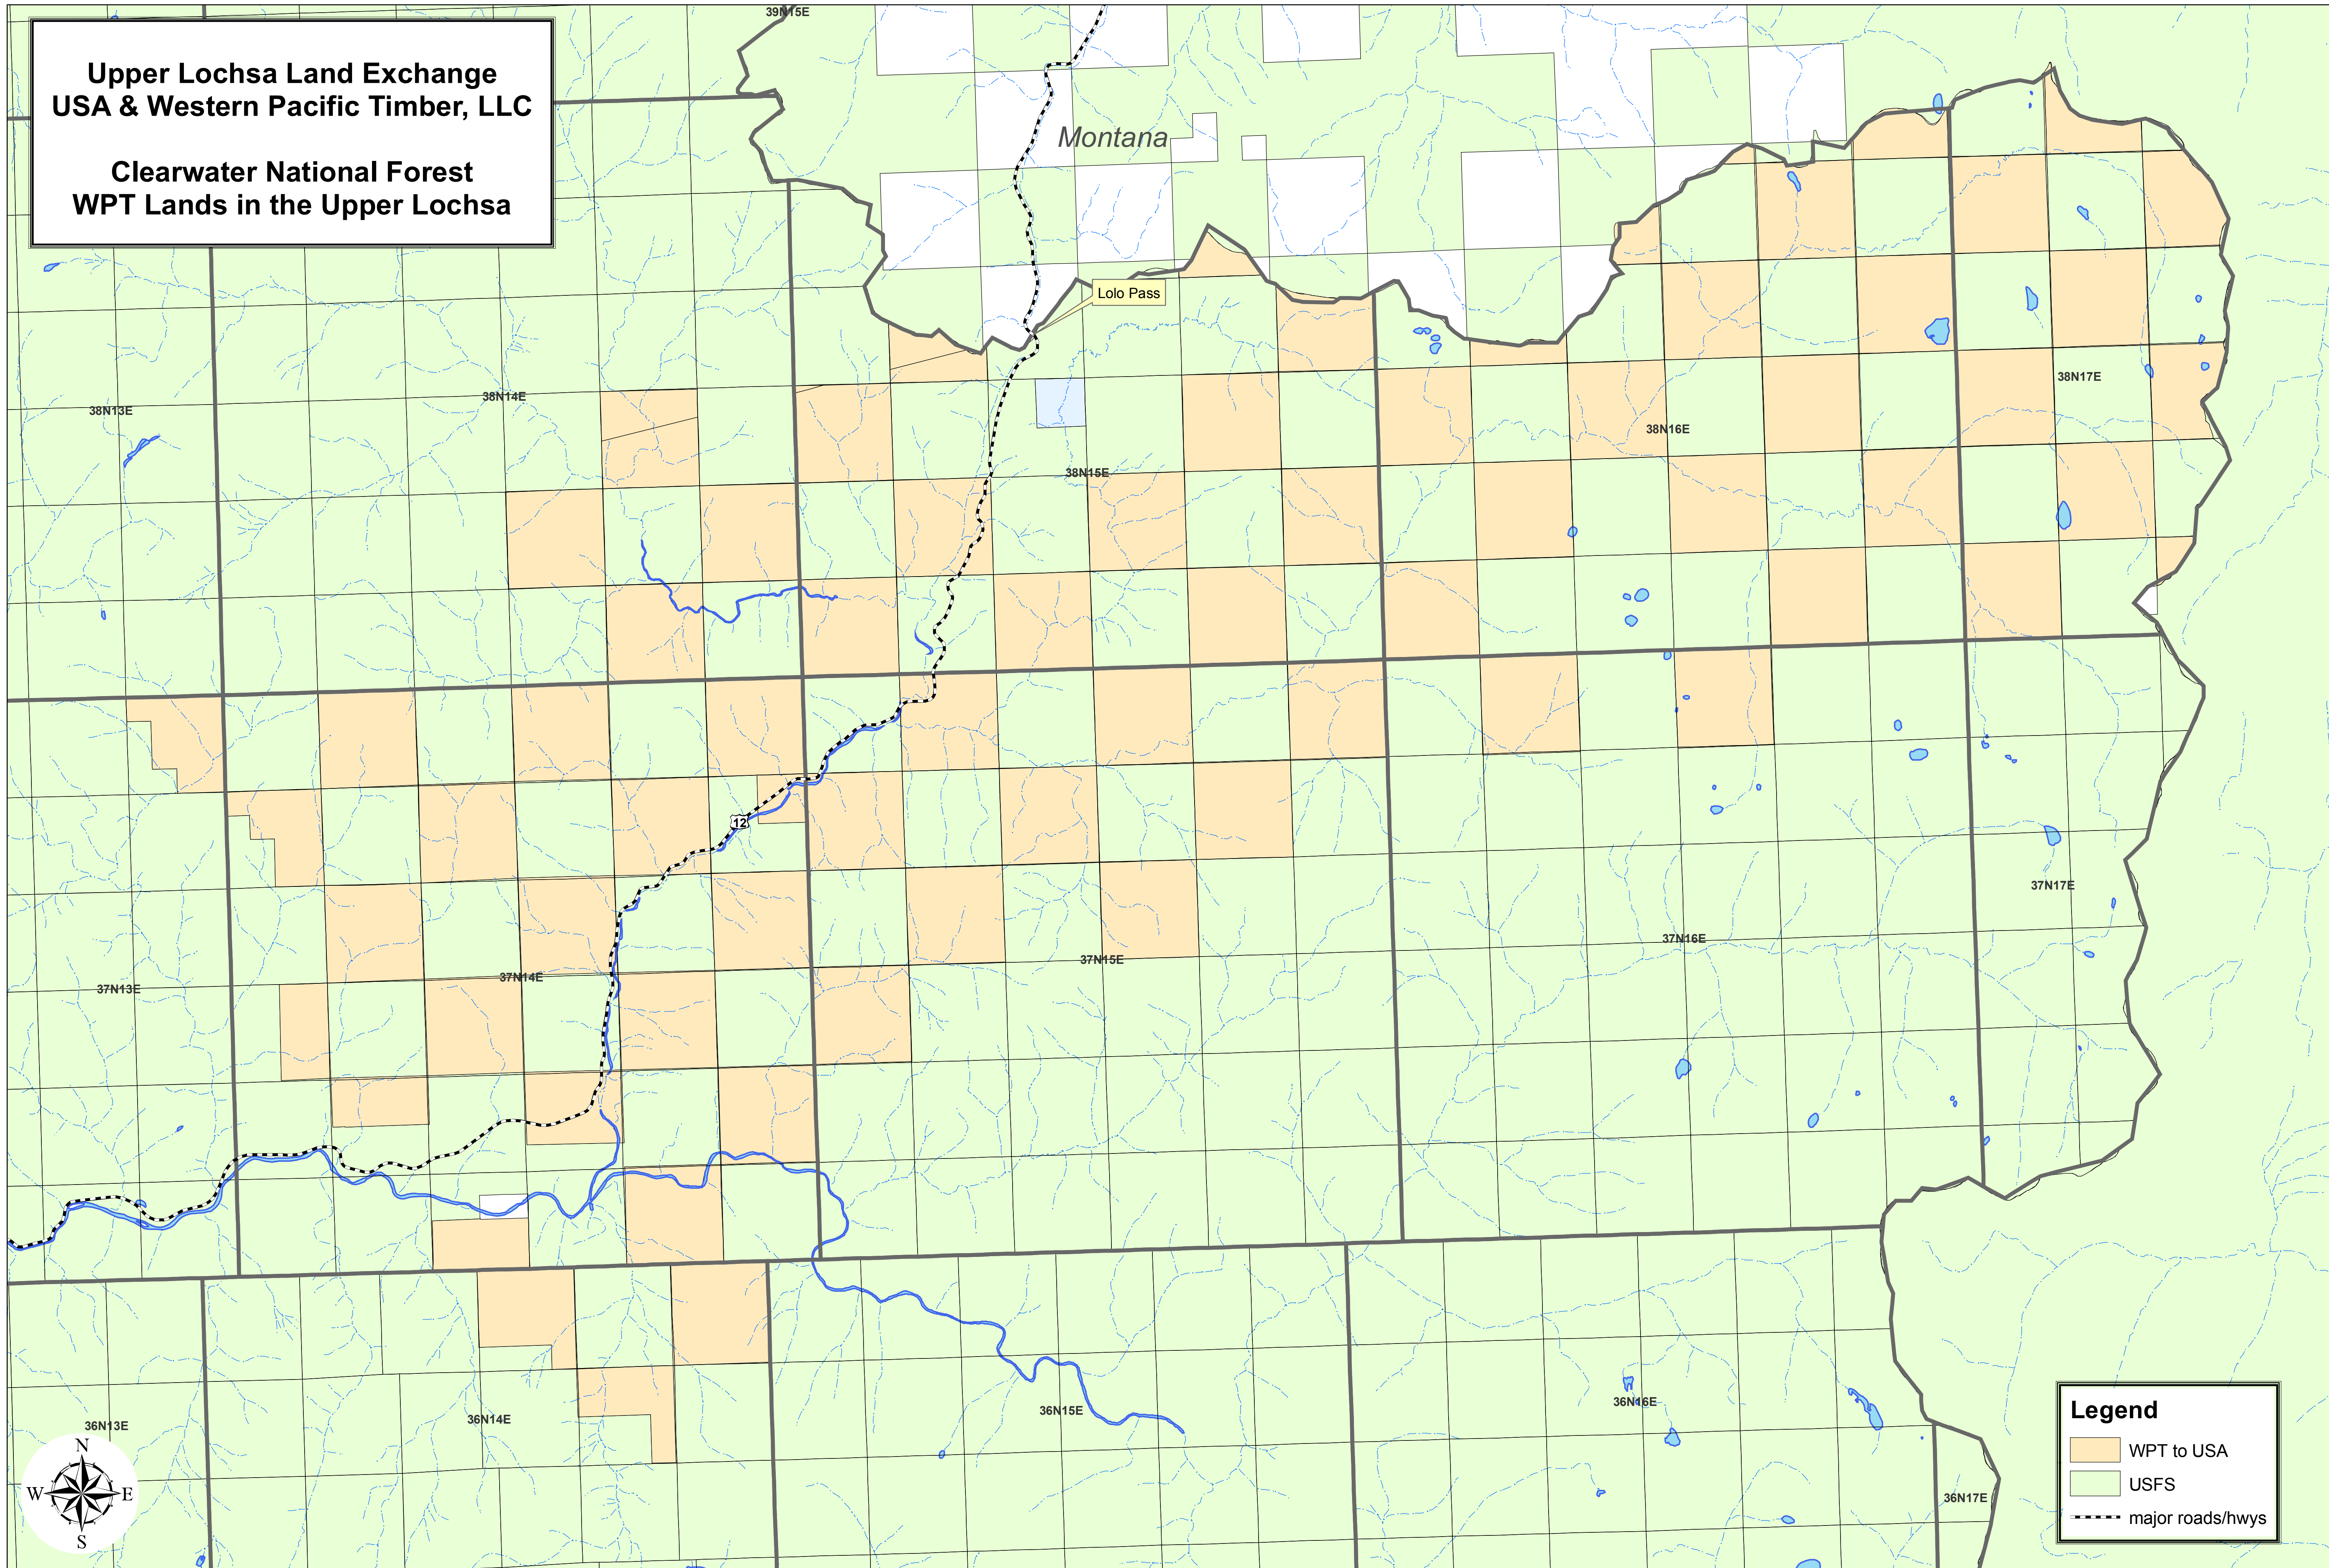 39N15E
Upper Lochsa Land Exchange
USA & Western Pacific Timber, LLC
Clearwater National Forest
WPT Lands in the Upper Lochsa
Montana
Lolo Pass
38N13E
38N14E
38N15E
38N16E
38N17E
12
37N13E
37N14E
37N15E
37N16E
37N17E
36N13E
36N14E
36N15E
36N16E
36N17E
N
W
E
S
Legend
WPT to USA
USFS
major roads/hwys